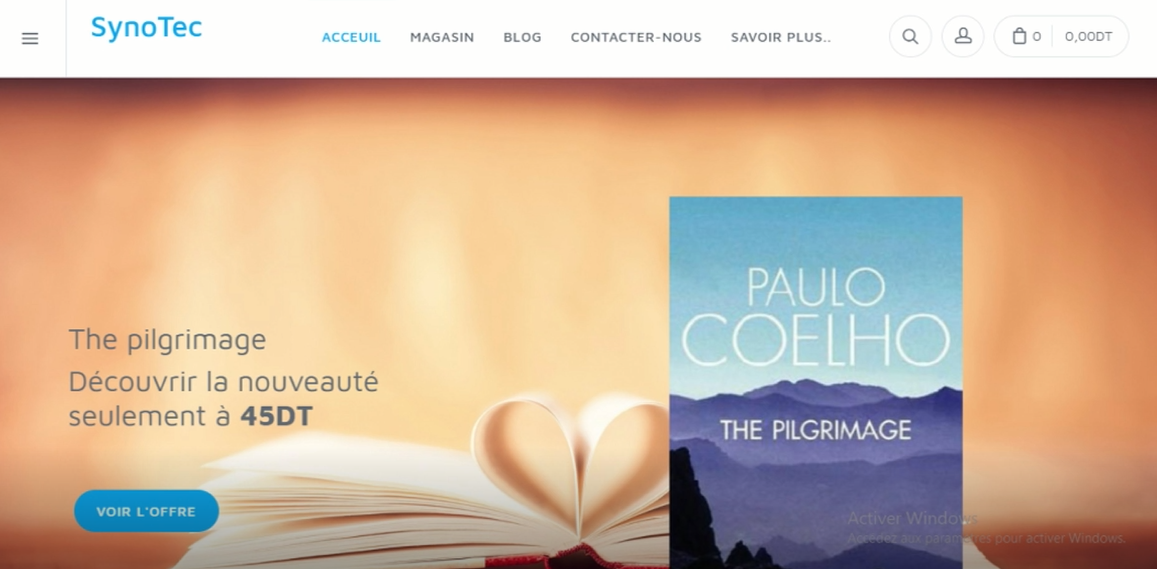 SynoTec
ACCEUIL MAGASIN BLOG CONTACTER-NOUS SAVOIR PLUS..
0 0,00DT
PAULO
COELHO
THE PILGRIMAGE
The pilgrimage
Découvrir la nouveauté
seulement à 45DT
VOIR L'OFFRE
Activer Windows
Accédez aux paramètres pour activer Windows.